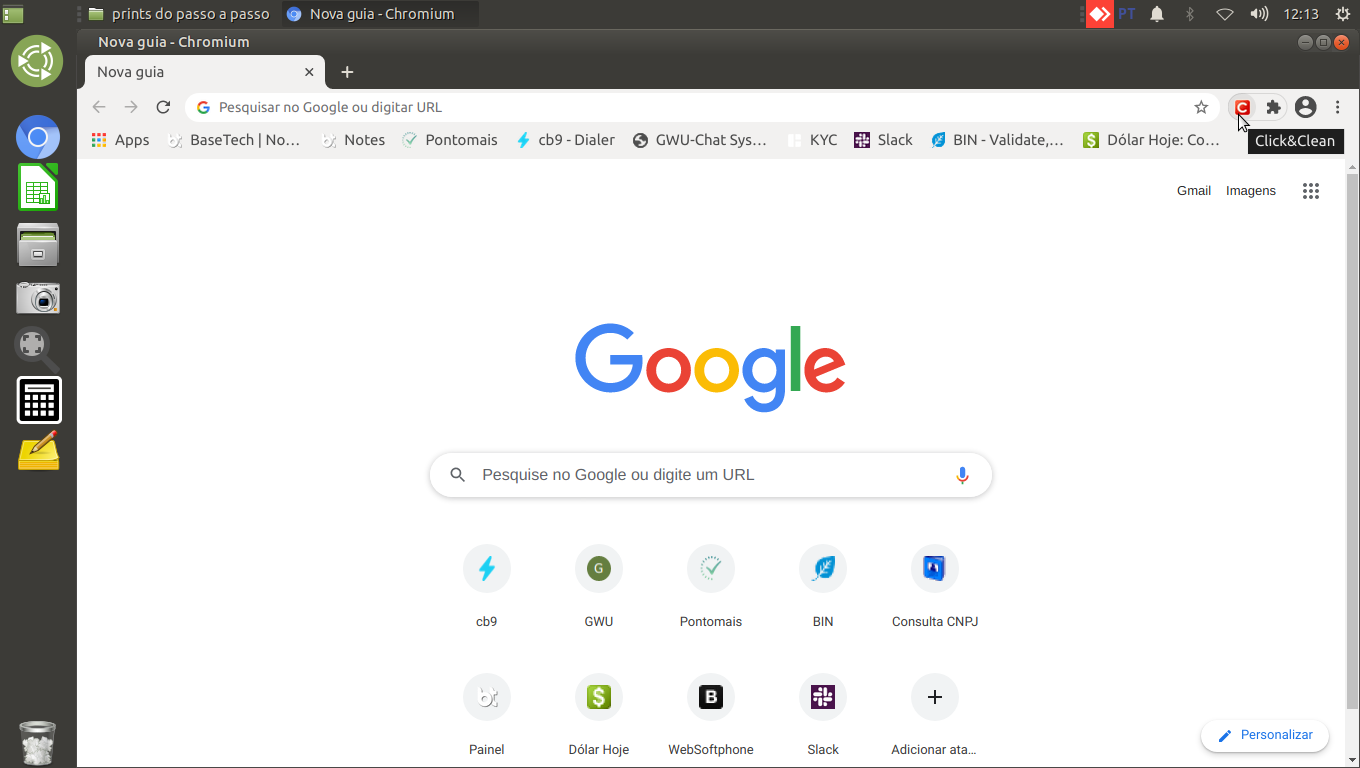 prints do passo a passo
Nova guia - Chromium
PT
12:13
Nova guia - Chromium
Nova guia
Pesquisar no Google ou digitar URL
Apps
BaseTech | No...
Notes
Pontomais
cb9 - Dialer
GWU-Chat Sys...
KYC
Slack
BIN - Validate,...
Dólar Hoje: Co...
Click&Clean
Gmail Imagens
Google
Pesquise no Google ou digite um URL
cb9
GWU
Pontomais
BIN
Consulta CNPJ
Painel
Dólar Hoje
WebSoftphone
Slack
Adicionar ata...
Personalizar